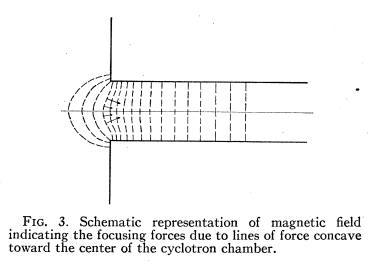 FIG. 3. Schematic representation of magnetic field
indicating the focusing forces due to lines of force concave
toward the center of the cyclotron chamber.